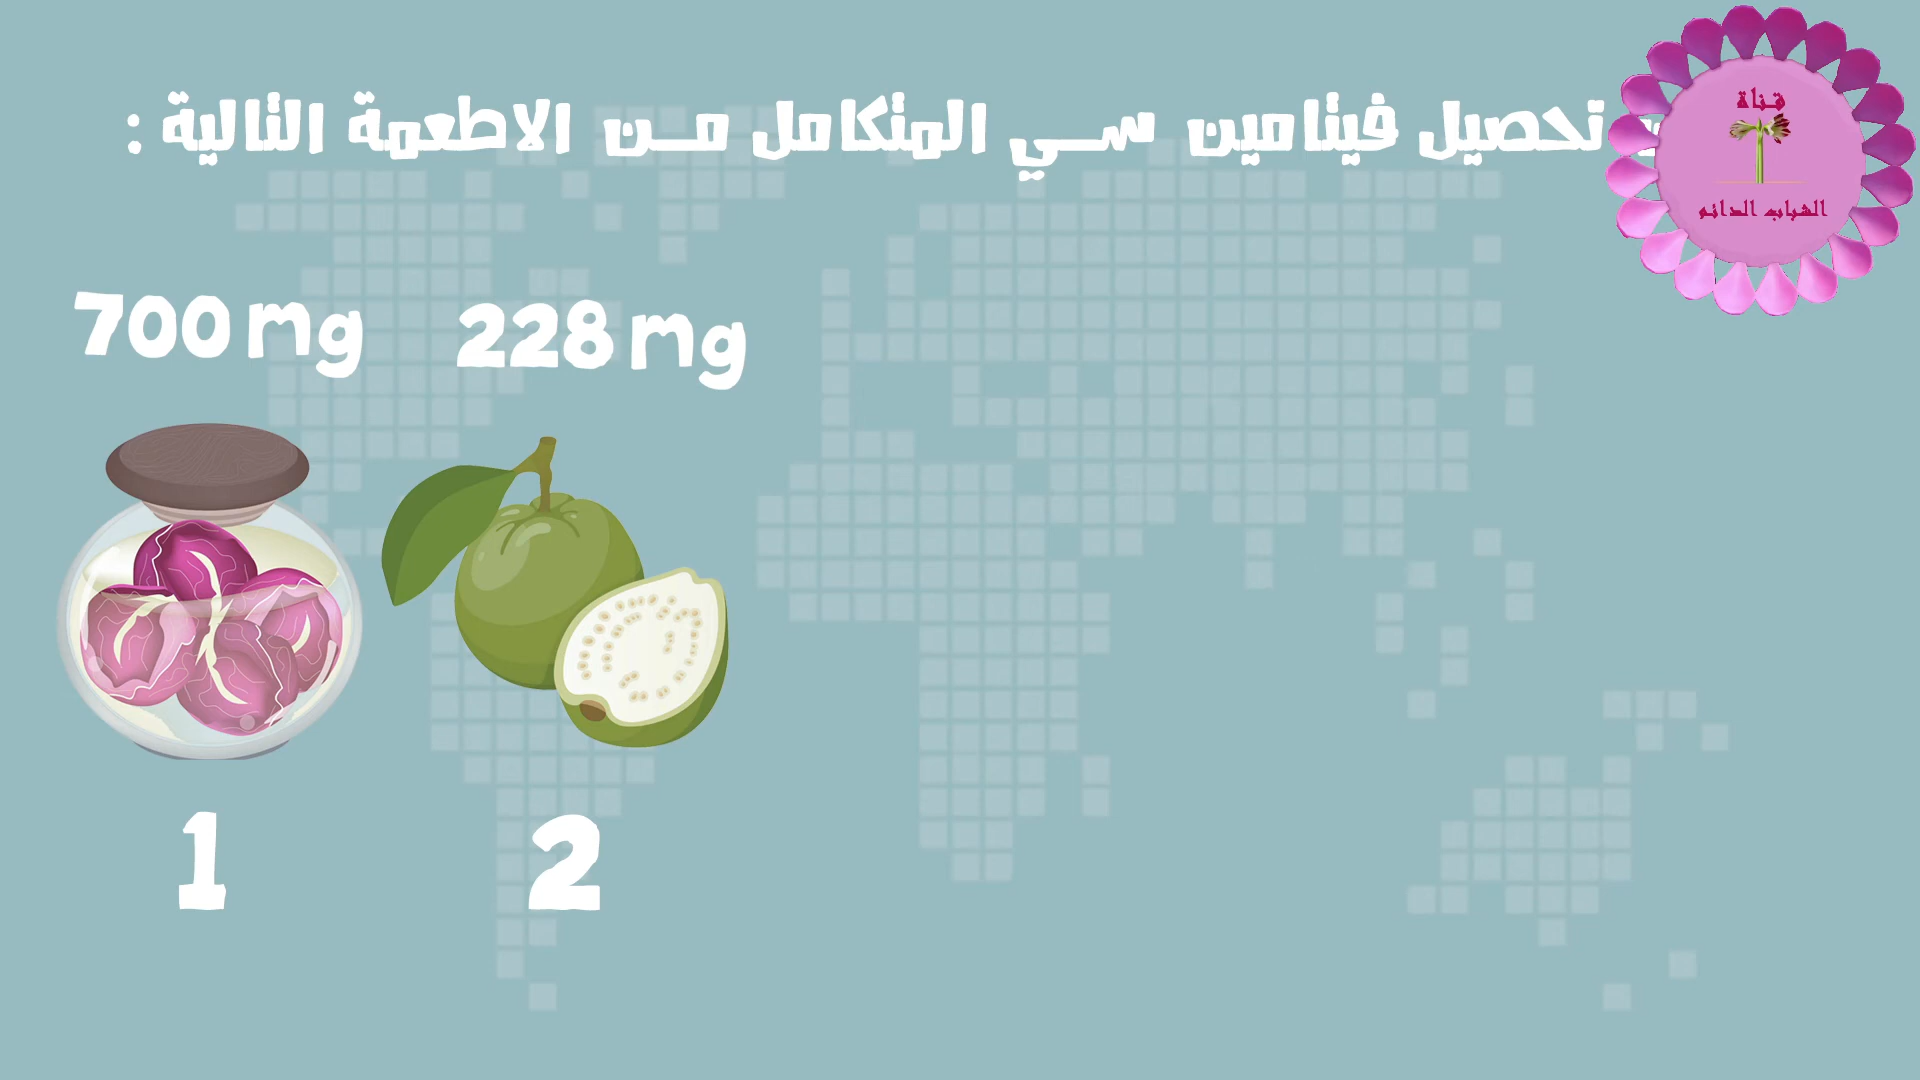 تحصيل فيتامين سي المتكامل من الاطعمة التالية :
قناة
الشباب الدائم
700 mg
228 mg
1
2